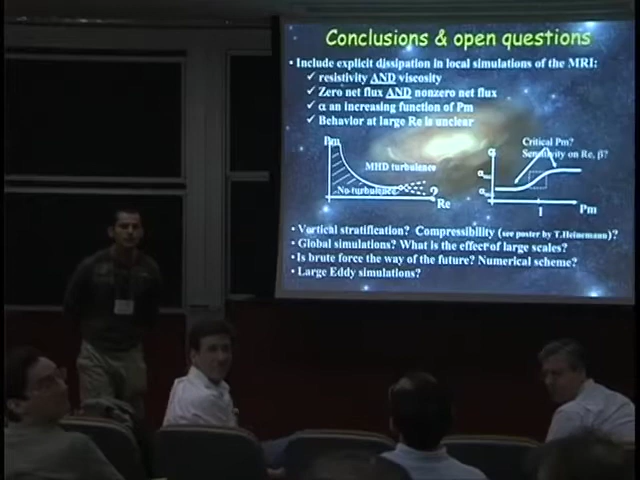 Conclusions & open questions
• Include explicit dissipation in local simulations of the MRI:
✓ resistivity AND viscosity
✓ Zero net flux AND nonzero net flux
✓ α an increasing function of Pm
✓ Behavior at large Re is unclear
Pm
MHD turbulence
No turbulence
?
Re
Critical Pm?
Sensitivity on Re, β?
α
1
Pm
• Vertical stratification? Compressibility (see poster by T.Heinemann)?
• Global simulations? What is the effect of large scales?
• Is brute force the way of the future? Numerical scheme?
• Large Eddy simulations?